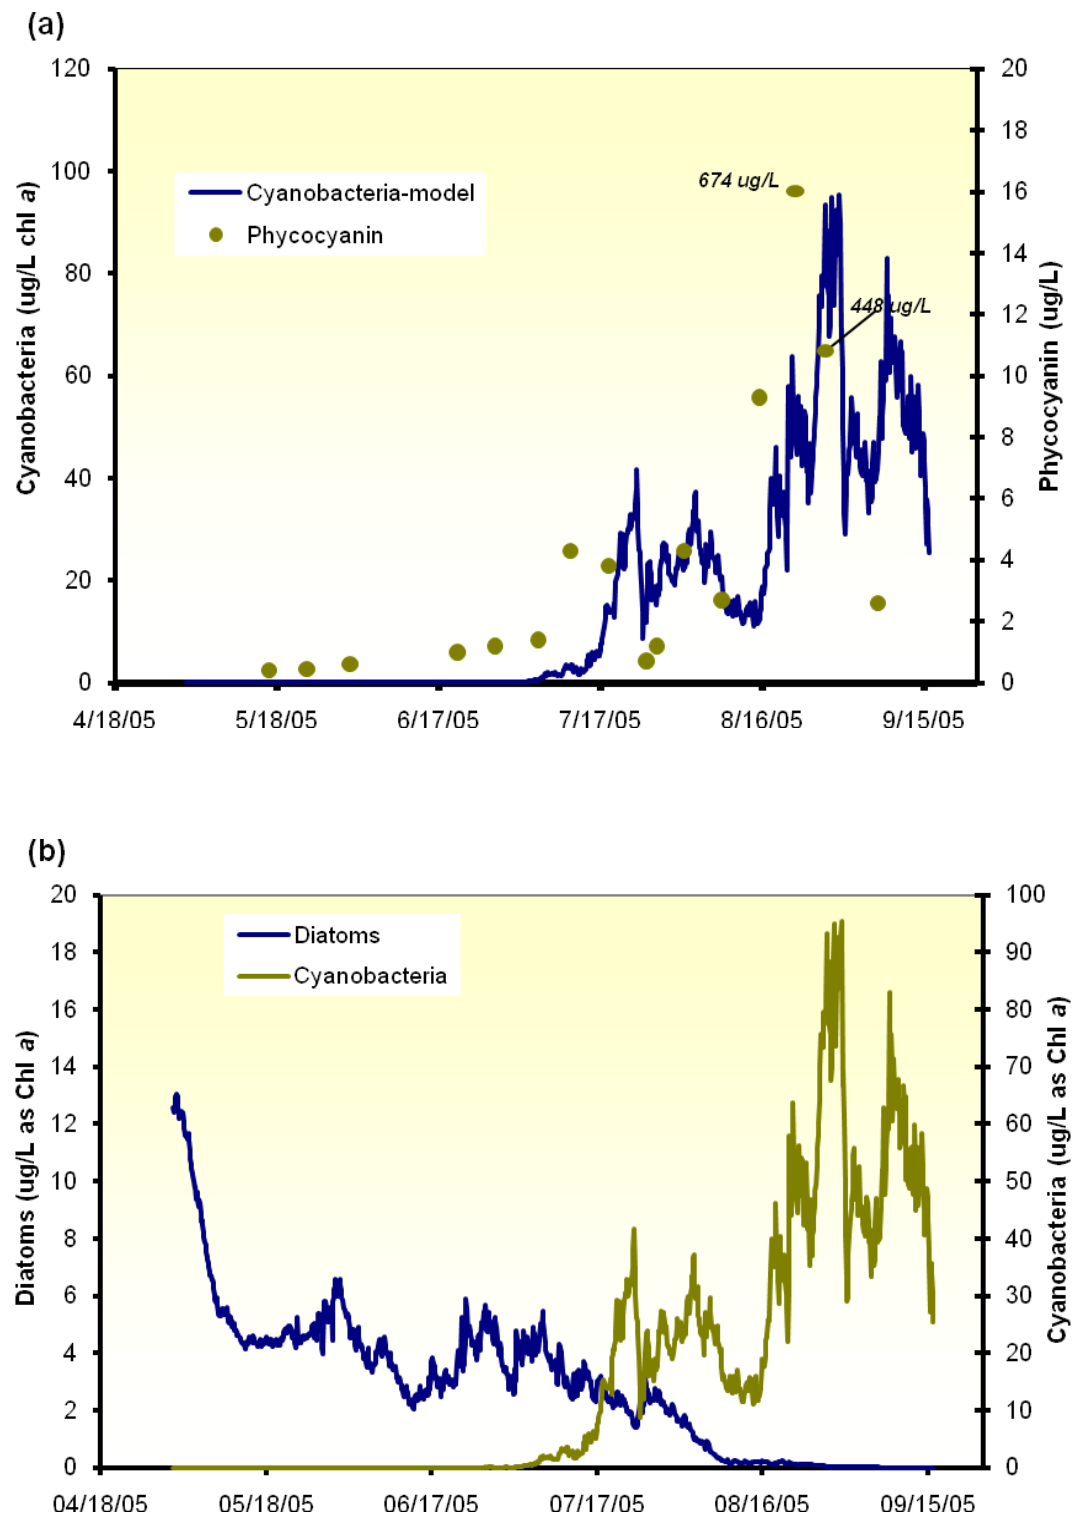 (a)
120
100
80
60
40
20
0
Cyanobacteria (ug/L chl a)
Cyanobacteria-model
Phycocyanin
674 ug/L
448 ug/L
20
18
16
14
12
10
8
6
4
2
0
Phycocyanin (ug/L)
4/18/05 5/18/05 6/17/05 7/17/05 8/16/05 9/15/05
(b)
20
18
16
14
12
10
8
6
4
2
0
Diatoms (ug/L as Chl a)
Diatoms
Cyanobacteria
100
90
80
70
60
50
40
30
20
10
0
Cyanobacteria (ug/L as Chl a)
04/18/05 05/18/05 06/17/05 07/17/05 08/16/05 09/15/05